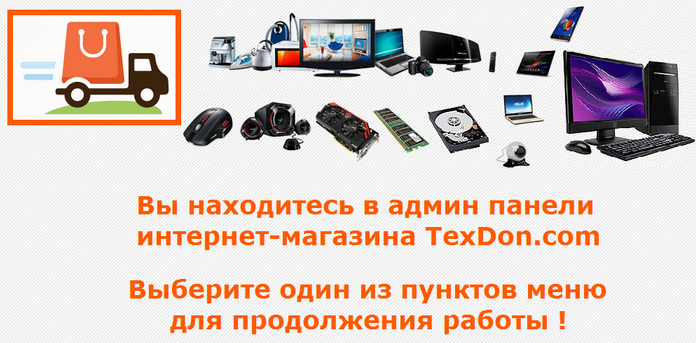 Вы находитесь в админ панели
интернет-магазина TexDon.com
Выберите один из пунктов меню
для продолжения работы !